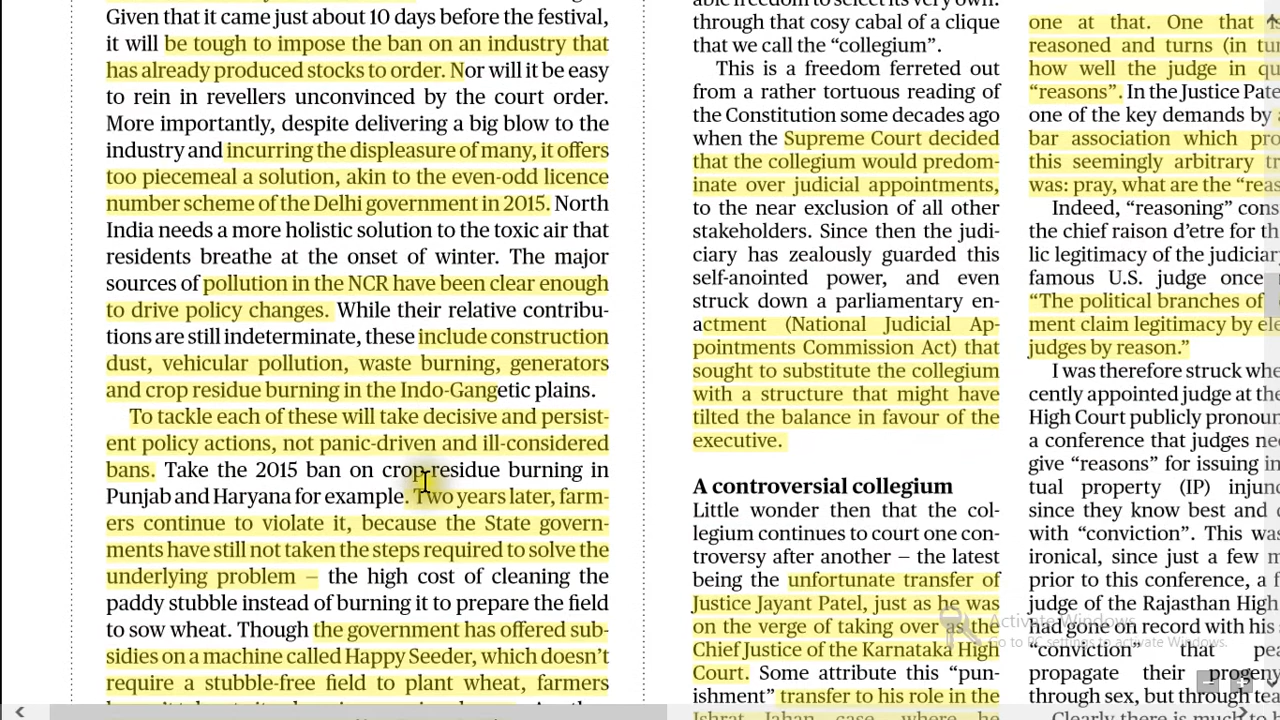 Given that it came just about 10 days before the festival,
it will be tough to impose the ban on an industry that
has already produced stocks to order. Nor will it be easy
to rein in revellers unconvinced by the court order.
More importantly, despite delivering a big blow to the
industry and incurring the displeasure of many, it offers
too piecemeal a solution, akin to the even-odd licence
number scheme of the Delhi government in 2015. North
India needs a more holistic solution to the toxic air that
residents breathe at the onset of winter. The major
sources of pollution in the NCR have been clear enough
to drive policy changes. While their relative contribu-
tions are still indeterminate, these include construction
dust, vehicular pollution, waste burning, generators
and crop residue burning in the Indo-Gangetic plains.
To tackle each of these will take decisive and persist-
ent policy actions, not panic-driven and ill-considered
bans. Take the 2015 ban on crop-residue burning in
Punjab and Haryana for example. Two years later, farm-
ers continue to violate it, because the State govern-
ments have still not taken the steps required to solve the
underlying problem — the high cost of cleaning the
paddy stubble instead of burning it to prepare the field
to sow wheat. Though the government has offered sub-
sidies on a machine called Happy Seeder, which doesn't
require a stubble-free field to plant wheat, farmers
through that cosy cabal of a clique
that we call the “collegium”.
This is a freedom ferreted out
from a rather tortuous reading of
the Constitution some decades ago
when the Supreme Court decided
that the collegium would predom-
inate over judicial appointments,
to the near exclusion of all other
stakeholders. Since then the judi-
ciary has zealously guarded this
self-anointed power, and even
struck down a parliamentary en-
actment (National Judicial Ap-
pointments Commission Act) that
sought to substitute the collegium
with a structure that might have
tilted the balance in favour of the
executive.
A controversial collegium
Little wonder then that the col-
legium continues to court one con-
troversy after another — the latest
being the unfortunate transfer of
Justice Jayant Patel, just as he was
on the verge of taking over as the
Chief Justice of the Karnataka High
Court. Some attribute this “pun-
ishment” transfer to his role in the
Ishrat Jahan case, where he
one at that. One that
reasoned and turns (in
how well the judge in
“reasons”. In the Justice
one of the key demands by
bar association which
this seemingly arbitrary
was: pray, what are the
Indeed, “reasoning”
the chief raison d'etre for
lic legitimacy of the
famous U.S. judge once
“The political branches of
ment claim legitimacy by
judges by reason.”
I was therefore struck
cently appointed judge at
High Court publicly
a conference that judges
give “reasons” for issuing
tual property (IP)
since they know best and
with “conviction”. This
ironical, since just a few
prior to this conference, a
judge of the Rajasthan High
had gone on record with his
“conviction” that
propagate their
through sex, but through
Clearly there is much to
Activate Windows
Go to PC settings to activate Windows.